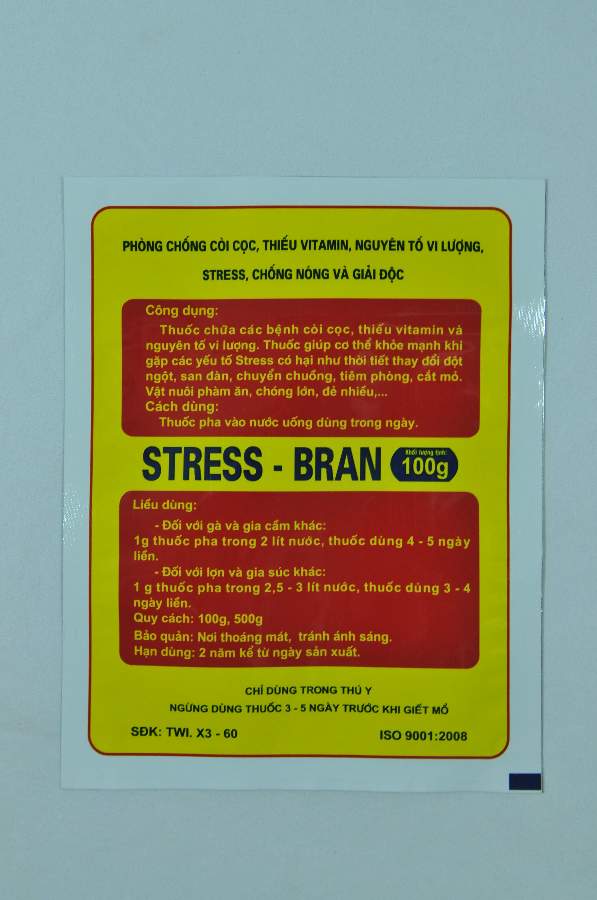 PHÒNG CHỐNG CÒI CỌC, THIẾU VITAMIN, NGUYÊN TỐ VI LƯỢNG,
STRESS, CHỐNG NÓNG VÀ GIẢI ĐỘC
Công dụng:
Thuốc chữa các bệnh còi cọc, thiếu vitamin và
nguyên tố vi lượng. Thuốc giúp cơ thể khỏe mạnh khi
gặp các yếu tố Stress có hại như thời tiết thay đổi đột
ngột, san đàn, chuyển chuồng, tiêm phòng, cắt mỏ.
Vật nuôi phàm ăn, chóng lớn, đẻ nhiều,...
Cách dùng:
Thuốc pha vào nước uống dùng trong ngày.
STRESS - BRAN
Khối lượng tịnh:
100g
Liều dùng:
- Đối với gà và gia cầm khác:
1g thuốc pha trong 2 lít nước, thuốc dùng 4 - 5 ngày
liền.
- Đối với lợn và gia súc khác:
1 g thuốc pha trong 2,5 - 3 lít nước, thuốc dùng 3 - 4
ngày liền.
Quy cách: 100g, 500g
Bảo quản: Nơi thoáng mát, tránh ánh sáng.
Hạn dùng: 2 năm kể từ ngày sản xuất.
CHỈ DÙNG TRONG THÚ Y
NGỪNG DÙNG THUỐC 3 - 5 NGÀY TRƯỚC KHI GIẾT MỔ
SĐK: TWI. X3 - 60
ISO 9001:2008